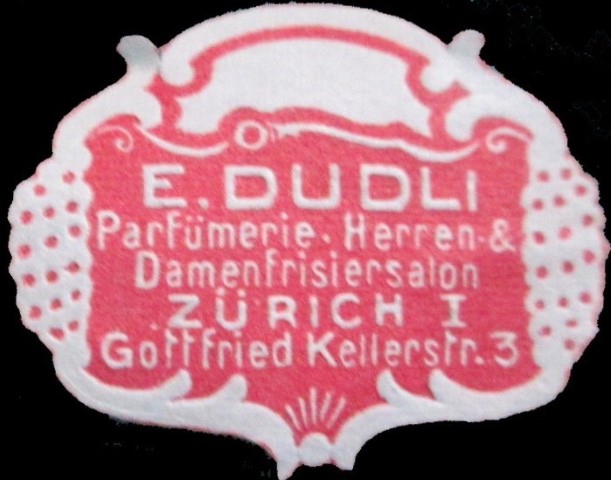 E. DUDLI
Parfümerie. Herren-&
Damenfrisiersalon
ZÜRICH I
Gottfried Kellerstr. 3